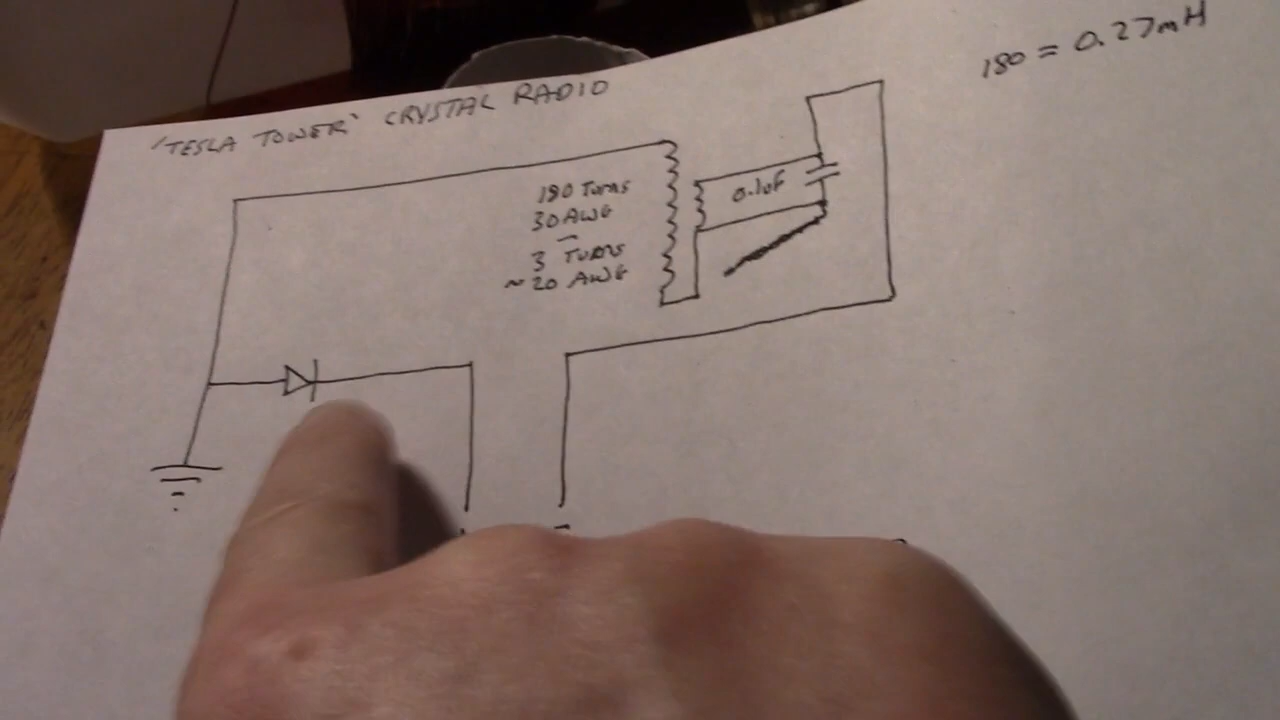 'TESLA TOWER' CRYSTAL RADIO
180 = 0.27mH
180 TURNS
30 AWG
3 TURNS
~20 AWG
0.1uF